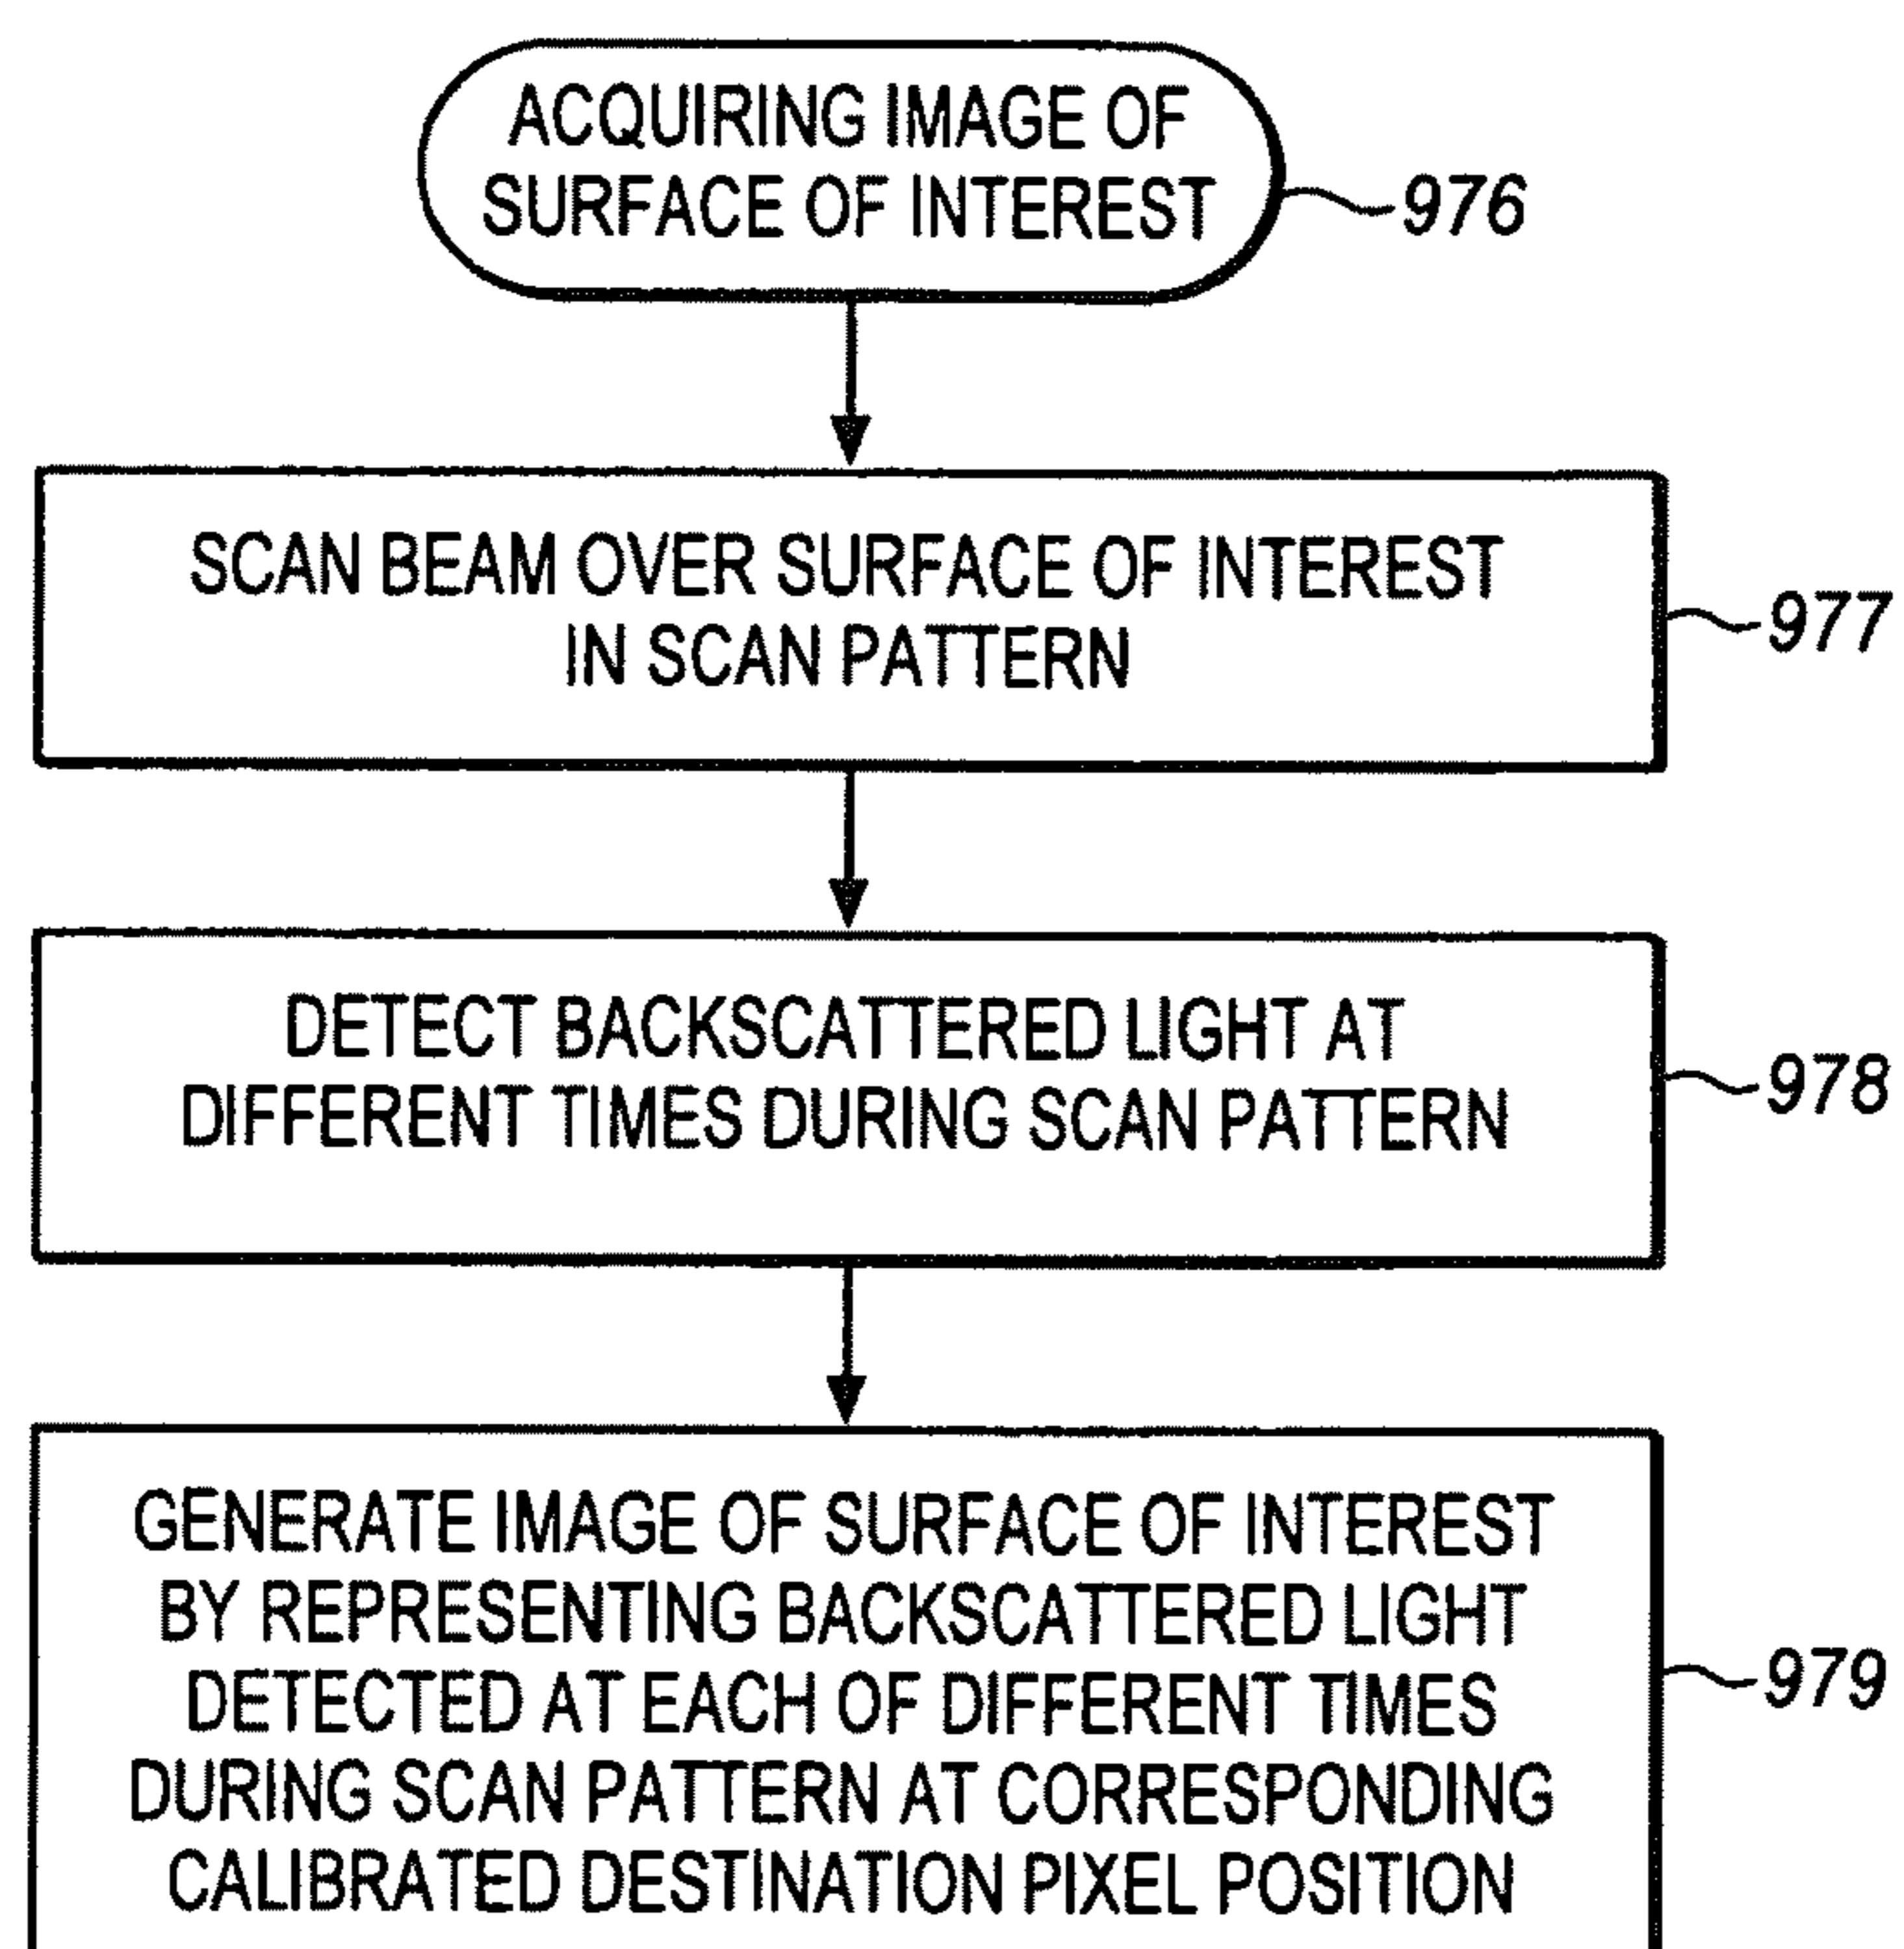 ACQUIRING IMAGE OF
SURFACE OF INTEREST
976
SCAN BEAM OVER SURFACE OF INTEREST
IN SCAN PATTERN
977
DETECT BACKSCATTERED LIGHT AT
DIFFERENT TIMES DURING SCAN PATTERN
978
GENERATE IMAGE OF SURFACE OF INTEREST
BY REPRESENTING BACKSCATTERED LIGHT
DETECTED AT EACH OF DIFFERENT TIMES
DURING SCAN PATTERN AT CORRESPONDING
CALIBRATED DESTINATION PIXEL POSITION
979